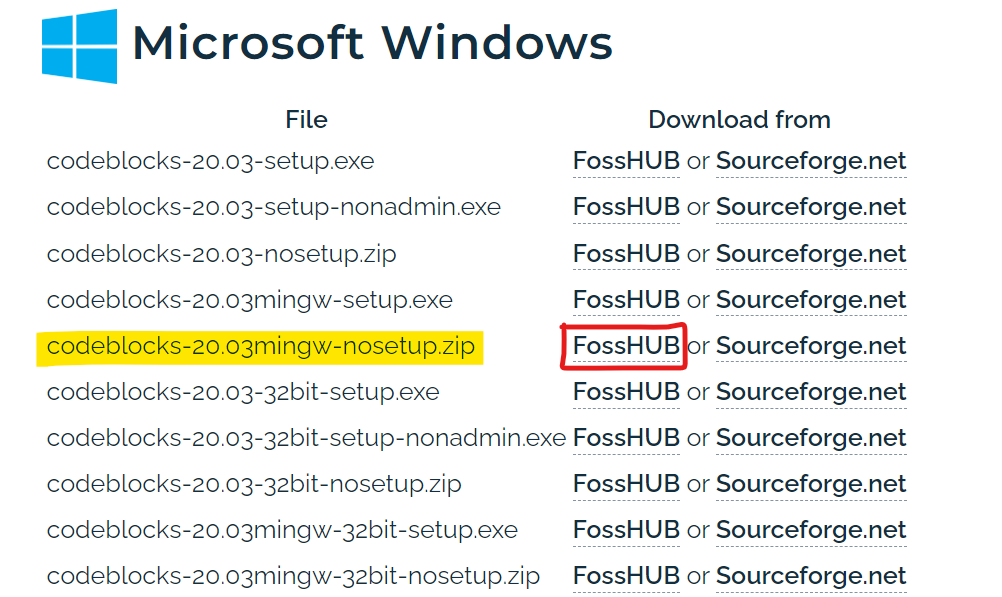 Microsoft Windows
File Download from
codeblocks-20.03-setup.exe FossHUB or Sourceforge.net
codeblocks-20.03-setup-nonadmin.exe FossHUB or Sourceforge.net
codeblocks-20.03-nosetup.zip FossHUB or Sourceforge.net
codeblocks-20.03mingw-setup.exe FossHUB or Sourceforge.net
codeblocks-20.03mingw-nosetup.zip FossHUB or Sourceforge.net
codeblocks-20.03-32bit-setup.exe FossHUB or Sourceforge.net
codeblocks-20.03-32bit-setup-nonadmin.exe FossHUB or Sourceforge.net
codeblocks-20.03-32bit-nosetup.zip FossHUB or Sourceforge.net
codeblocks-20.03mingw-32bit-setup.exe FossHUB or Sourceforge.net
codeblocks-20.03mingw-32bit-nosetup.zip FossHUB or Sourceforge.net